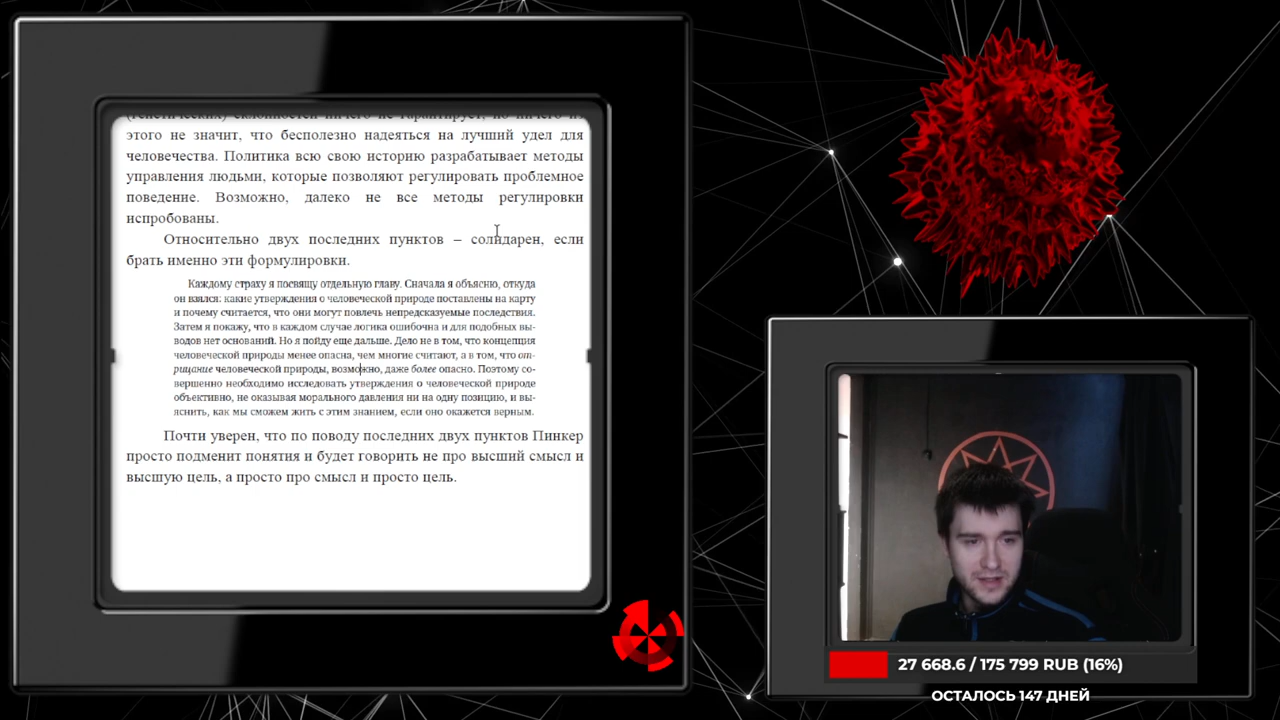 этого не значит, что бесполезно надеяться на лучший удел для
человечества. Политика всю свою историю разрабатывает методы
управления людьми, которые позволяют регулировать проблемное
поведение. Возможно, далеко не все методы регулировки
испробованы.
Относительно двух последних пунктов – солидарен, если
брать именно эти формулировки.
Каждому страху я посвящу отдельную главу. Сначала я объясню, откуда
он взялся: какие утверждения о человеческой природе поставлены на карту
и почему считается, что они могут повлечь непредсказуемые последствия.
Затем я покажу, что в каждом случае логика ошибочна и для подобных вы-
водов нет оснований. Но я пойду еще дальше. Дело не в том, что концепция
человеческой природы менее опасна, чем многие считают, а в том, что от-
рицание человеческой природы, возможно, даже более опасно. Поэтому со-
вершенно необходимо исследовать утверждения о человеческой природе
объективно, не оказывая морального давления ни на одну позицию, и вы-
яснить, как мы сможем жить с этим знанием, если оно окажется верным.
Почти уверен, что по поводу последних двух пунктов Пинкер
просто подменит понятия и будет говорить не про высший смысл и
высшую цель, а просто про смысл и просто цель.
27 668.6 / 175 799 RUB (16%)
ОСТАЛОСЬ 147 ДНЕЙ